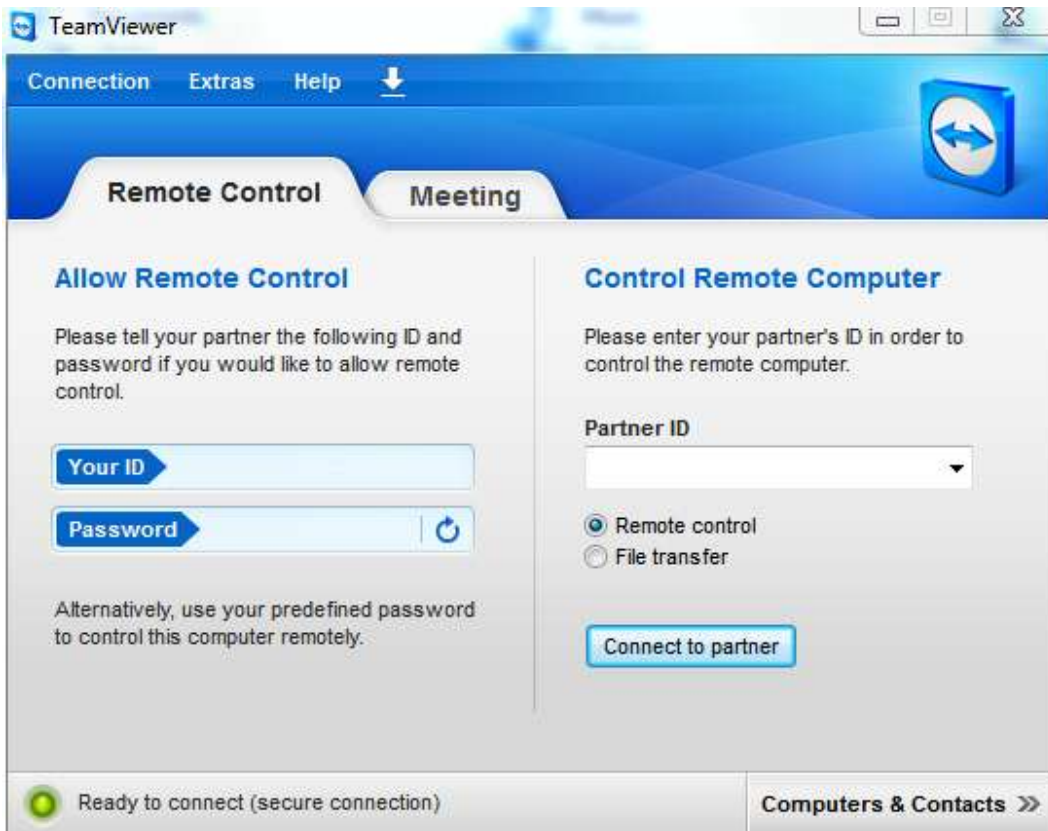 TeamViewer
Connection Extras Help
Remote Control Meeting
Allow Remote Control
Please tell your partner the following ID and
password if you would like to allow remote
control.
Your ID
Password
Alternatively, use your predefined password
to control this computer remotely.
Control Remote Computer
Please enter your partner's ID in order to
control the remote computer.
Partner ID
Remote control
File transfer
Connect to partner
Ready to connect (secure connection)
Computers & Contacts >>